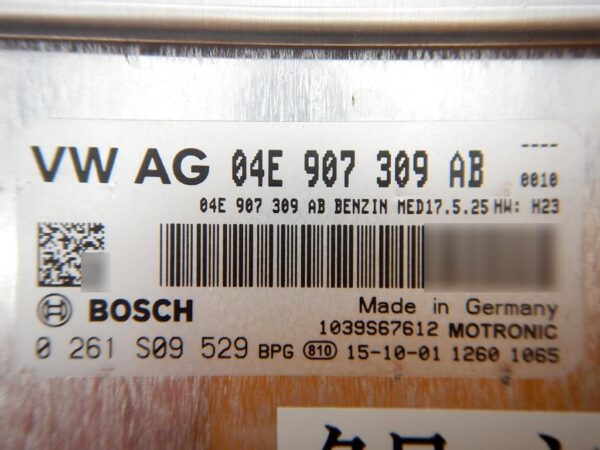 VW AG 04E 907 309 AB 0010
04E 907 309 AB BENZIN MED17.5.25 HW: H23
BOSCH
Made in Germany
1039S67612 MOTRONIC
0 261 S09 529 BPG 810 15-10-01 1260 1065